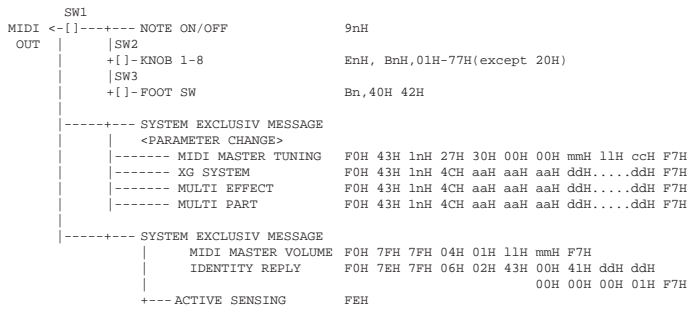 SW1
MIDI <-[]---+--- NOTE ON/OFF 9nH
OUT | |SW2
| +[]-KNOB 1-8 EnH, BnH,01H-77H(except 20H)
| |SW3
| +[]-FOOT SW Bn,40H 42H
|
|-----+--- SYSTEM EXCLUSIV MESSAGE
| | <PARAMETER CHANGE>
| |------- MIDI MASTER TUNING F0H 43H 1nH 27H 30H 00H 00H mmH llH ccH F7H
| |------- XG SYSTEM F0H 43H 1nH 4CH aaH aaH aaH ddH.....ddH F7H
| |------- MULTI EFFECT F0H 43H 1nH 4CH aaH aaH aaH ddH.....ddH F7H
| |------- MULTI PART F0H 43H 1nH 4CH aaH aaH aaH ddH.....ddH F7H
|
|-----+--- SYSTEM EXCLUSIV MESSAGE
| MIDI MASTER VOLUME F0H 7FH 7FH 04H 01H llH mmH F7H
| IDENTITY REPLY F0H 7EH 7FH 06H 02H 43H 00H 41H ddH ddH
| 00H 00H 00H 01H F7H
+---ACTIVE SENSING FEH